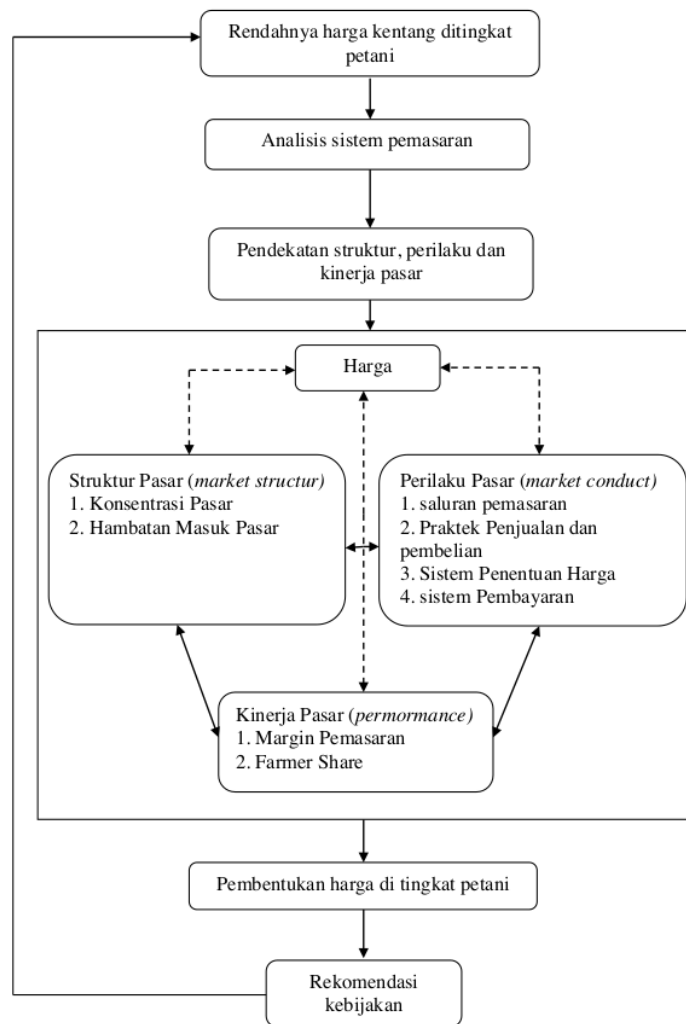 Rendahnya harga kentang ditingkat
petani
Analisis sistem pemasaran
Pendekatan struktur, perilaku dan
kinerja pasar
Harga
Struktur Pasar (market structur)
1. Konsentrasi Pasar
2. Hambatan Masuk Pasar
Perilaku Pasar (market conduct)
1. saluran pemasaran
2. Praktek Penjualan dan
pembelian
3. Sistem Penentuan Harga
4. sistem Pembayaran
Kinerja Pasar (permormance)
1. Margin Pemasaran
2. Farmer Share
Pembentukan harga di tingkat petani
Rekomendasi
kebijakan